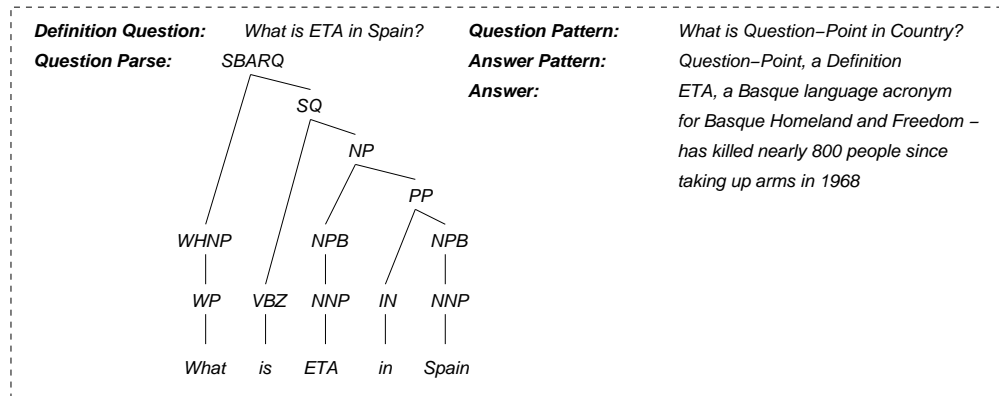 Definition Question: What is ETA in Spain?
Question Parse:
SBARQ
SQ
NP
PP
WHNP NPB NPB
WP VBZ NNP IN NNP
What is ETA in Spain
Question Pattern: What is Question−Point in Country?
Answer Pattern: Question−Point, a Definition
Answer: ETA, a Basque language acronym
for Basque Homeland and Freedom −
has killed nearly 800 people since
taking up arms in 1968